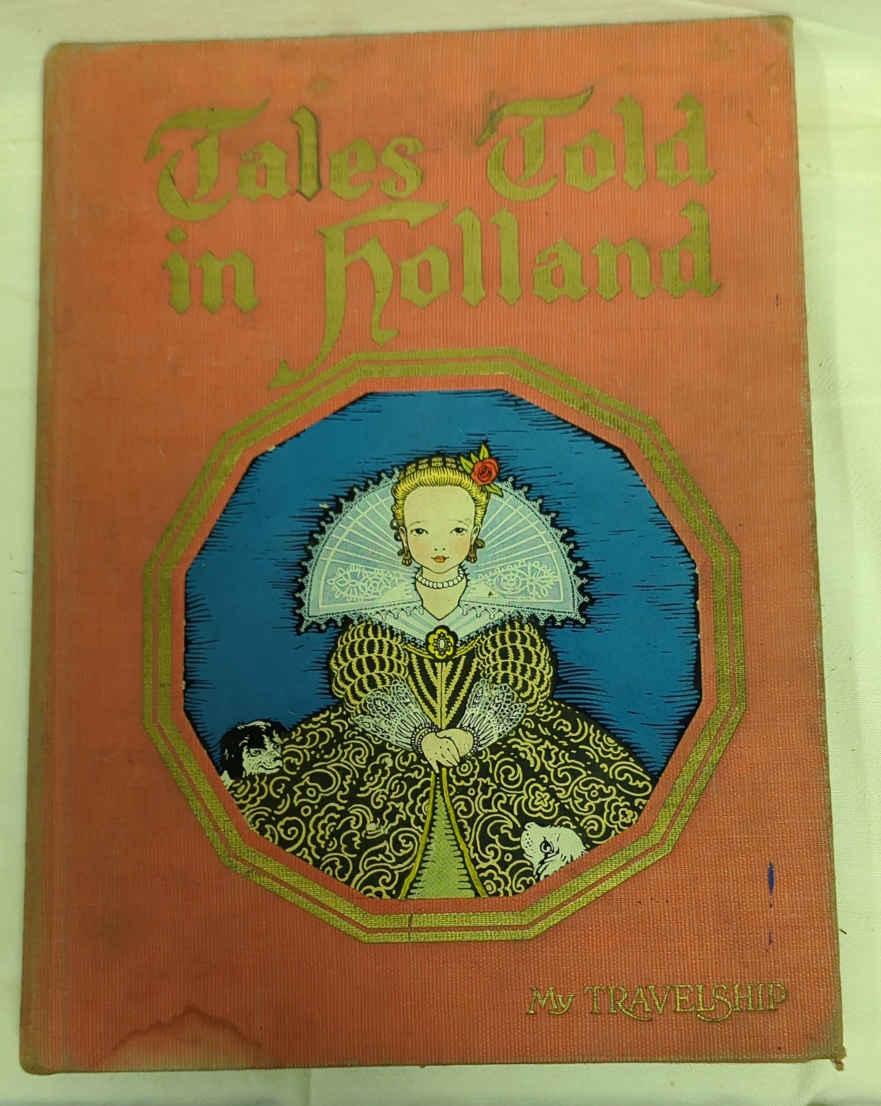 Tales Told
in Holland
My TRAVELSHIP